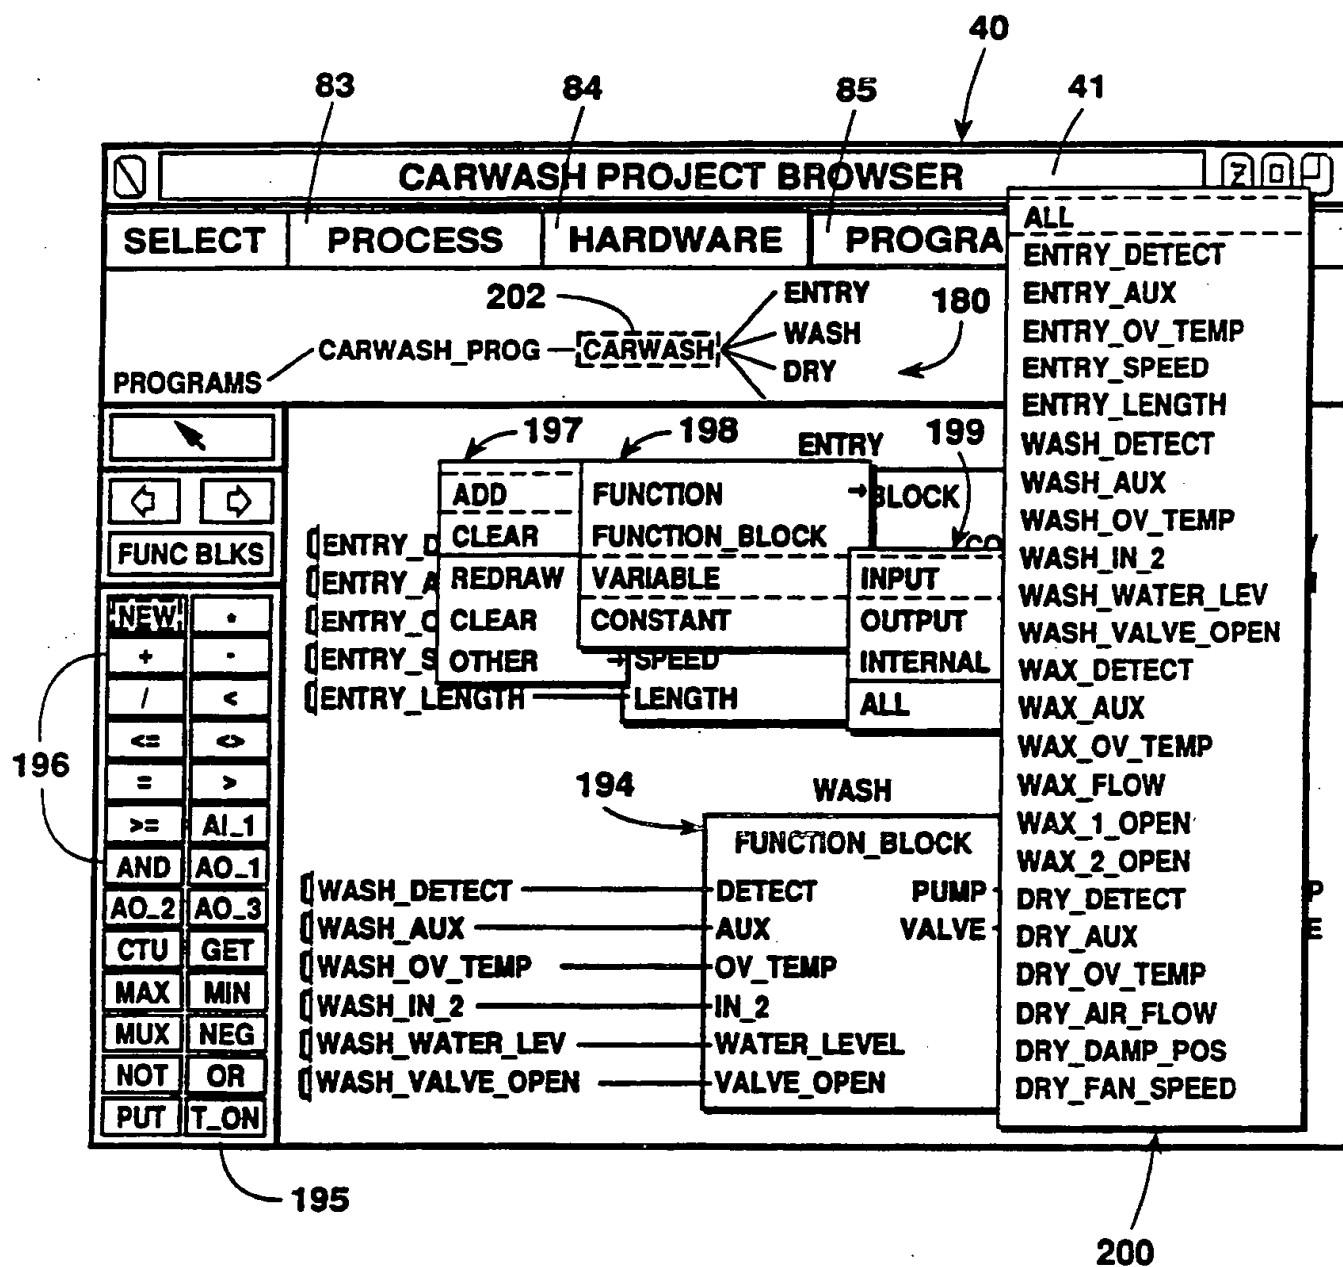 40
83
84
85
41
CARWASH PROJECT BROWSER
Z
SELECT
PROCESS
HARDWARE
PROGRA
202
ENTRY
180
CARWASH_PROG
CARWASH
WASH
PROGRAMS
DRY
197
198
ENTRY
199
ADD
CLEAR
REDRAW
CLEAR
OTHER
FUNCTION
FUNCTION_BLOCK
VARIABLE
CONSTANT
BLOCK
CO
INPUT
OUTPUT
INTERNAL
ALL
FUNC BLKS
ENTRY_D
ENTRY_A
ENTRY_O
ENTRY_S
SPEED
ENTRY_LENGTH
LENGTH
NEW *
+ -
/ <
<= <>
= >
>= AI_1
AND AO_1
AO_2 AO_3
CTU GET
MAX MIN
MUX NEG
NOT OR
PUT T_ON
196
195
194
WASH
FUNCTION_BLOCK
WASH_DETECT DETECT PUMP P
WASH_AUX AUX VALVE E
WASH_OV_TEMP OV_TEMP
WASH_IN_2 IN_2
WASH_WATER_LEV WATER_LEVEL
WASH_VALVE_OPEN VALVE_OPEN
ALL
ENTRY_DETECT
ENTRY_AUX
ENTRY_OV_TEMP
ENTRY_SPEED
ENTRY_LENGTH
WASH_DETECT
WASH_AUX
WASH_OV_TEMP
WASH_IN_2
WASH_WATER_LEV
WASH_VALVE_OPEN
WAX_DETECT
WAX_AUX
WAX_OV_TEMP
WAX_FLOW
WAX_1_OPEN
WAX_2_OPEN
DRY_DETECT
DRY_AUX
DRY_OV_TEMP
DRY_AIR_FLOW
DRY_DAMP_POS
DRY_FAN_SPEED
200